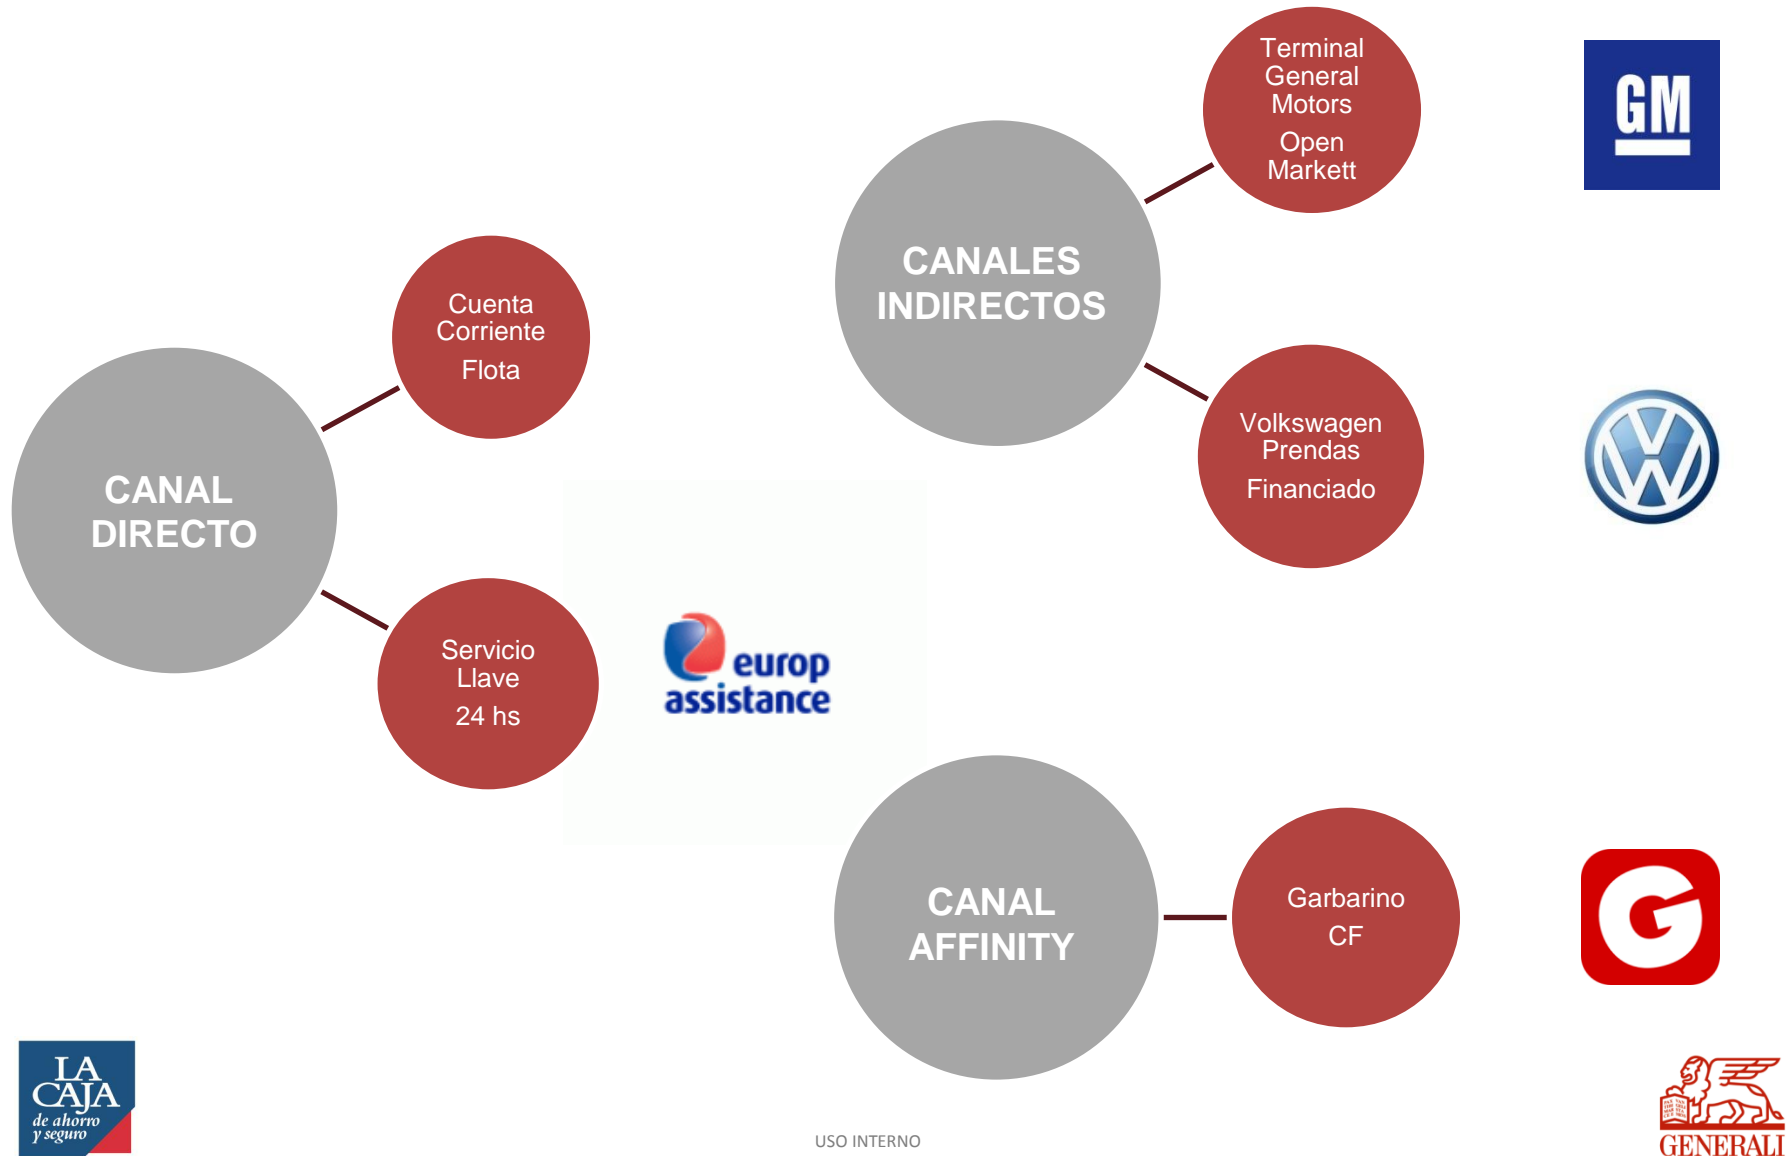 CANAL
DIRECTO
Cuenta
Corriente
Flota
Servicio
Llave
24 hs
europ
assistance
CANALES
INDIRECTOS
Terminal
General
Motors
Open
Markett
GM
Volkswagen
Prendas
Financiado
CANAL
AFFINITY
Garbarino
CF
G
LA
CAJA
de ahorro
y seguro
USO INTERNO
GENERALI